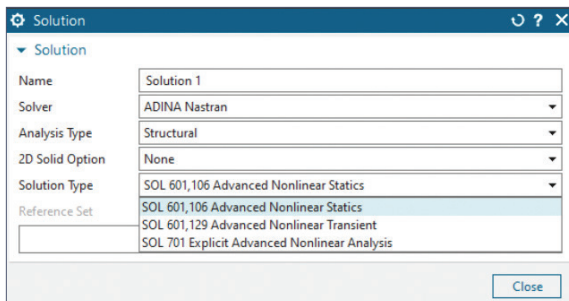 Solution
Solution
Name Solution 1
Solver ADINA Nastran
Analysis Type Structural
2D Solid Option None
Solution Type SOL 601,106 Advanced Nonlinear Statics
Reference Set SOL 601,106 Advanced Nonlinear Statics
SOL 601,129 Advanced Nonlinear Transient
SOL 701 Explicit Advanced Nonlinear Analysis
Close